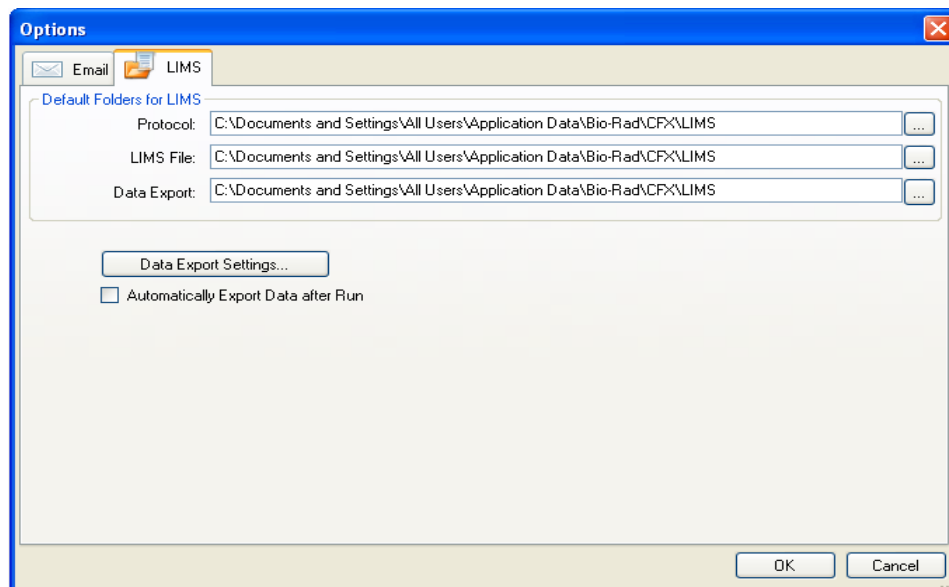 Options
Email LIMS
Default Folders for LIMS
Protocol: C:\Documents and Settings\All Users\Application Data\Bio-Rad\CFX\LIMS ...
LIMS File: C:\Documents and Settings\All Users\Application Data\Bio-Rad\CFX\LIMS ...
Data Export: C:\Documents and Settings\All Users\Application Data\Bio-Rad\CFX\LIMS ...
Data Export Settings...
Automatically Export Data after Run
OK Cancel